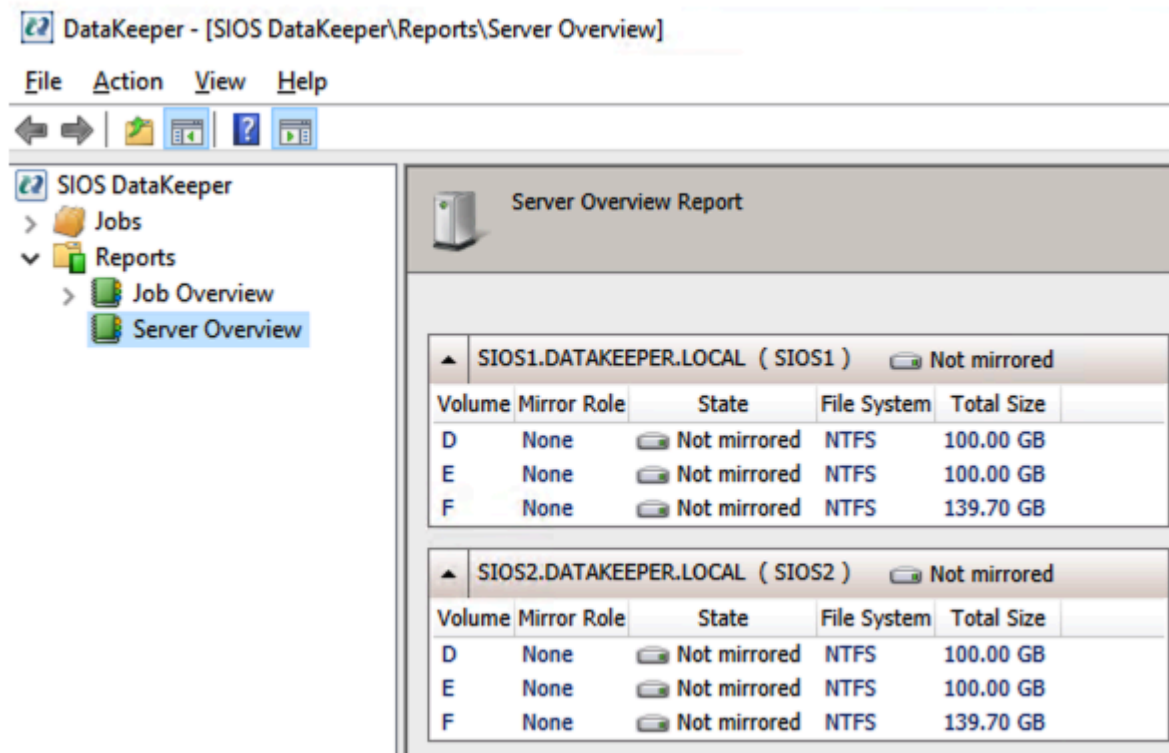 DataKeeper - [SIOS DataKeeper\Reports\Server Overview]
File Action View Help
SIOS DataKeeper
Jobs
Reports
Job Overview
Server Overview
Server Overview Report
SIOS1.DATAKEEPER.LOCAL ( SIOS1 ) Not mirrored
Volume Mirror Role State File System Total Size
D None Not mirrored NTFS 100.00 GB
E None Not mirrored NTFS 100.00 GB
F None Not mirrored NTFS 139.70 GB
SIOS2.DATAKEEPER.LOCAL ( SIOS2 ) Not mirrored
Volume Mirror Role State File System Total Size
D None Not mirrored NTFS 100.00 GB
E None Not mirrored NTFS 100.00 GB
F None Not mirrored NTFS 139.70 GB